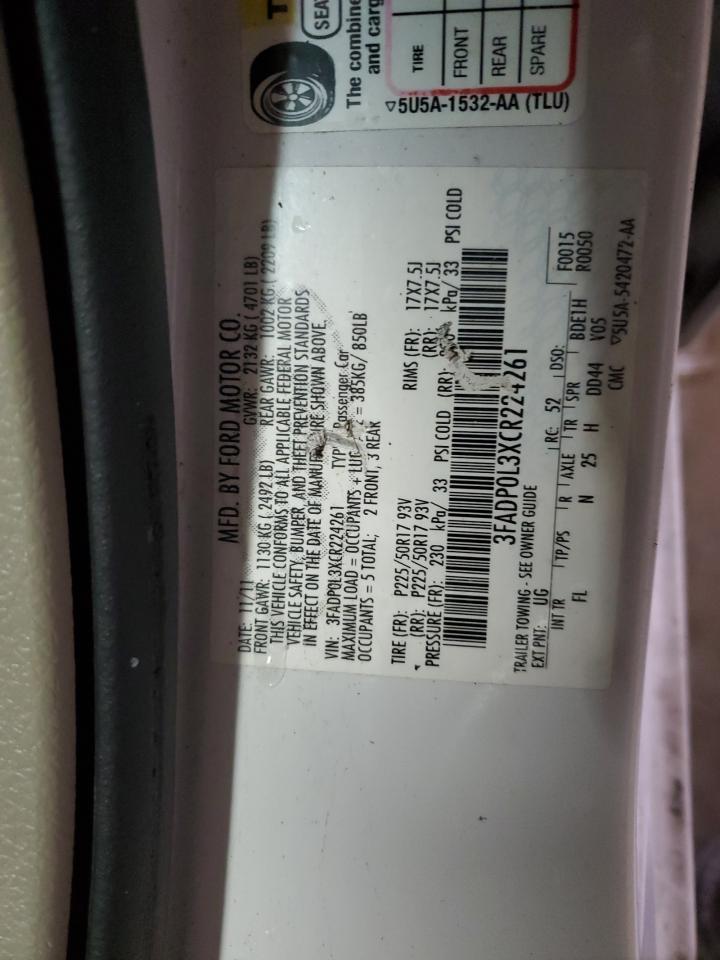 SEA
The combine
and carg
TIRE
FRONT
REAR
SPARE
▽5U5A-1532-AA (TLU)
MFD. BY FORD MOTOR CO.
DATE: 11/11 GVWR: 2132 KG ( 4701 LB)
FRONT GAWR: 1130 KG ( 2492 LB) REAR GAWR: 1002 KG ( 2209 LB)
THIS VEHICLE CONFORMS TO ALL APPLICABLE FEDERAL MOTOR
VEHICLE SAFETY, BUMPER, AND THEFT PREVENTION STANDARDS
IN EFFECT ON THE DATE OF SHOWN ABOVE.
VIN: 3FADP0L3XCR224261 Passenger Car
MAXIMUM LOAD = OCCUPANTS + = 385KG/ 850LB
OCCUPANTS = 5 TOTAL; 2 FRONT, 3 REAR
TIRE (FR): P225/50R17 93V RIMS (FR): 17X7.5J
(RR): P225/50R17 93V (RR): 17X7.5J
PRESSURE (FR): 230 kPa/ 33 PSI COLD (RR): kPa/ 33 PSI COLD
3FADP0L3XCR224261
TRAILER TOWING - SEE OWNER GUIDE
EXT PNT: UG RC: 52 DSO: F0015
R0050
INT TR TP/PS R AXLE TR SPR BDE1H
FL N 25 H DD44 V05
CMC ▽5U5A-5420472-AA